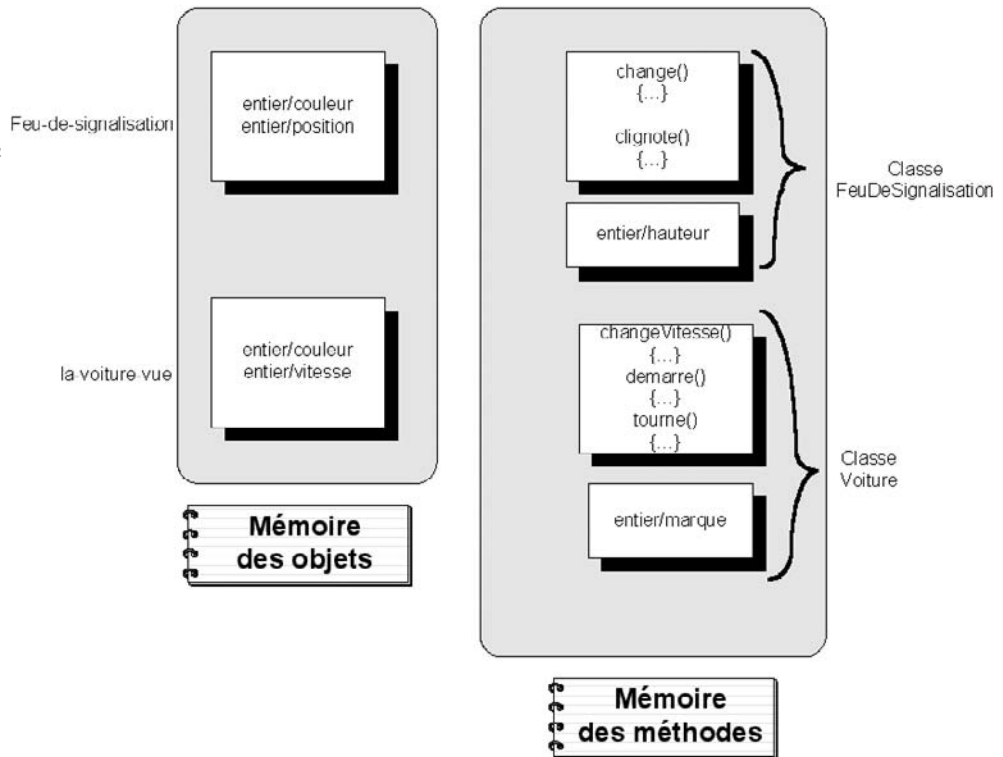 Feu-de-signalisation
entier/couleur
entier/position
la voiture vue
entier/couleur
entier/vitesse
Mémoire
des objets
change()
{...}
clignote()
{...}
entier/hauteur
Classe
FeuDeSignalisation
changeVitesse()
{...}
demarre()
{...}
tourne()
{...}
entier/marque
Classe
Voiture
Mémoire
des méthodes